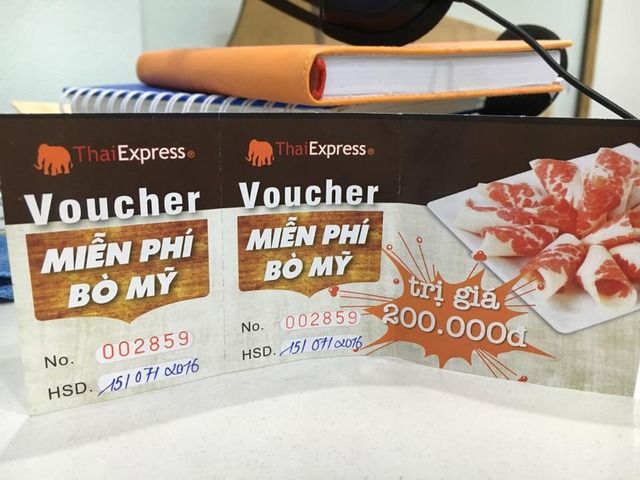 ThaiExpress®
Voucher
MIỄN PHÍ
BÒ MỸ
No. 002859
HSD. 15/07/2016
ThaiExpress®
Voucher
MIỄN PHÍ
BÒ MỸ
No. 002859
HSD. 15/07/2016
trị giá
200.000đ